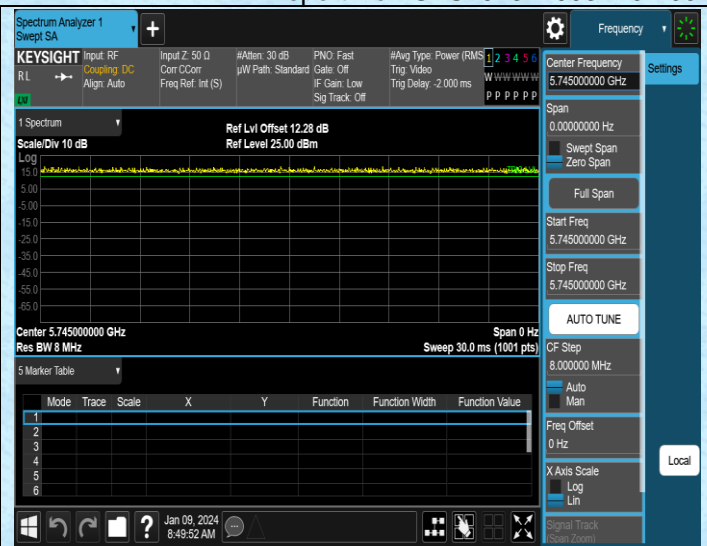 Spectrum Analyzer 1
Swept SA
+
Frequency
KEYSIGHT
RL
LXI
Input: RF
Coupling: DC
Align: Auto
Input Z: 50 Ω
Corr CCorr
Freq Ref: Int (S)
#Atten: 30 dB
µW Path: Standard
PNO: Fast
Gate: Off
IF Gain: Low
Sig Track: Off
#Avg Type: Power (RMS
Trig: Video
Trig Delay: -2.000 ms
1 2 3 4 5 6
W W W W W W
P P P P P P
1 Spectrum
Scale/Div 10 dB
Ref Lvl Offset 12.28 dB
Ref Level 25.00 dBm
Log
15.0
5.00
-5.00
-15.0
-25.0
-35.0
-45.0
-55.0
-65.0
Center 5.745000000 GHz
Res BW 8 MHz
Span 0 Hz
Sweep 30.0 ms (1001 pts)
5 Marker Table
Mode Trace Scale X Y Function Function Width Function Value
1
2
3
4
5
6
Center Frequency
5.745000000 GHz
Settings
Span
0.00000000 Hz
Swept Span
Zero Span
Full Span
Start Freq
5.745000000 GHz
Stop Freq
5.745000000 GHz
AUTO TUNE
CF Step
8.000000 MHz
Auto
Man
Freq Offset
0 Hz
X Axis Scale
Log
Lin
Signal Track
(Span Zoom)
Local
?
Jan 09, 2024
8:49:52 AM